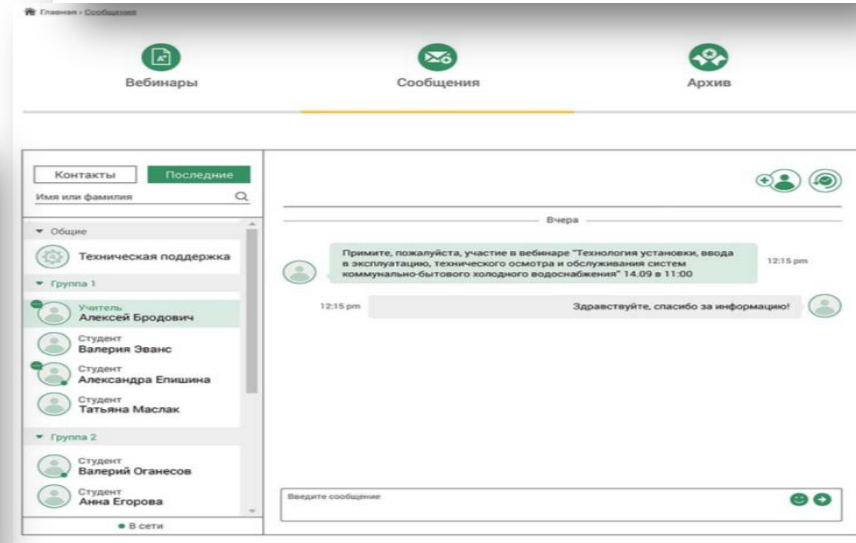 Главная › Сообщения
Вебинары
Сообщения
Архив
Контакты
Последние
Имя или фамилия
Общие
Техническая поддержка
Группа 1
Учитель
Алексей Бродович
Студент
Валерия Эванс
Студент
Александра Епишина
Студент
Татьяна Маслак
Группа 2
Студент
Валерий Оганесов
Студент
Анна Егорова
В сети
Вчера
Примите, пожалуйста, участие в вебинаре "Технология установки, ввода
в эксплуатацию, технического осмотра и обслуживания систем
коммунально-бытового холодного водоснабжения" 14.09 в 11:00
12:15 pm
12:15 pm
Здравствуйте, спасибо за информацию!
Введите сообщение